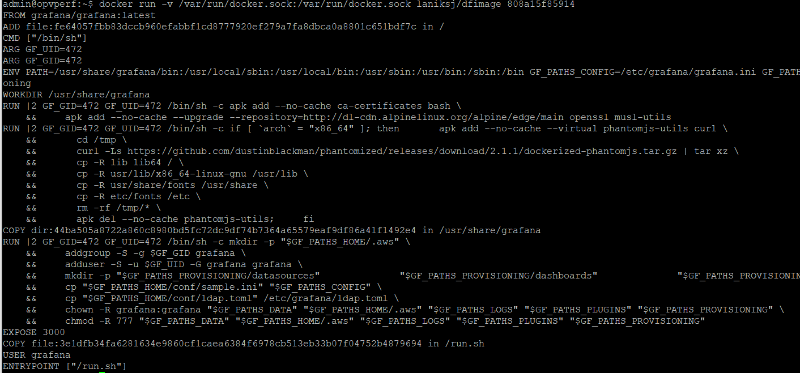 admin@opvperf:~$ docker run -v /var/run/docker.sock:/var/run/docker.sock laniksj/dfimage 808a15f85914
FROM grafana/grafana:latest
ADD file:fe64057fbb83dccb960efabbf1cd8777920ef279a7fa8dbca0a8801c651bdf7c in /
CMD ["/bin/sh"]
ARG GF_UID=472
ARG GF_GID=472
ENV PATH=/usr/share/grafana/bin:/usr/local/sbin:/usr/local/bin:/usr/sbin:/usr/bin:/sbin:/bin GF_PATHS_CONFIG=/etc/grafana/grafana.ini GF_PATH
oning
WORKDIR /usr/share/grafana
RUN |2 GF_GID=472 GF_UID=472 /bin/sh -c apk add --no-cache ca-certificates bash \
&& apk add --no-cache --upgrade --repository=http://dl-cdn.alpinelinux.org/alpine/edge/main openssl musl-utils
RUN |2 GF_GID=472 GF_UID=472 /bin/sh -c if [ `arch` = "x86_64" ]; then apk add --no-cache --virtual phantomjs-utils curl \
&& cd /tmp \
&& curl -Ls https://github.com/dustinblackman/phantomized/releases/download/2.1.1/dockerized-phantomjs.tar.gz | tar xz \
&& cp -R lib lib64 / \
&& cp -R usr/lib/x86_64-linux-gnu /usr/lib \
&& cp -R usr/share/fonts /usr/share \
&& cp -R etc/fonts /etc \
&& rm -rf /tmp/* \
&& apk del --no-cache phantomjs-utils; fi
COPY dir:44ba505a8722a860c8980bd5fc72dc9df74b7364a65579eaf9df86a41f1492e4 in /usr/share/grafana
RUN |2 GF_GID=472 GF_UID=472 /bin/sh -c mkdir -p "$GF_PATHS_HOME/.aws" \
&& addgroup -S -g $GF_GID grafana \
&& adduser -S -u $GF_UID -G grafana grafana \
&& mkdir -p "$GF_PATHS_PROVISIONING/datasources" "$GF_PATHS_PROVISIONING/dashboards" "$GF_PATHS_PROVISIONIN
&& cp "$GF_PATHS_HOME/conf/sample.ini" "$GF_PATHS_CONFIG" \
&& cp "$GF_PATHS_HOME/conf/ldap.toml" /etc/grafana/ldap.toml \
&& chown -R grafana:grafana "$GF_PATHS_DATA" "$GF_PATHS_HOME/.aws" "$GF_PATHS_LOGS" "$GF_PATHS_PLUGINS" "$GF_PATHS_PROVISIONING" \
&& chmod -R 777 "$GF_PATHS_DATA" "$GF_PATHS_HOME/.aws" "$GF_PATHS_LOGS" "$GF_PATHS_PLUGINS" "$GF_PATHS_PROVISIONING"
EXPOSE 3000
COPY file:3e1dfb34fa6281634e9860cf1caea6384f6978cb513eb33b07f04752b4879694 in /run.sh
USER grafana
ENTRYPOINT ["/run.sh"]